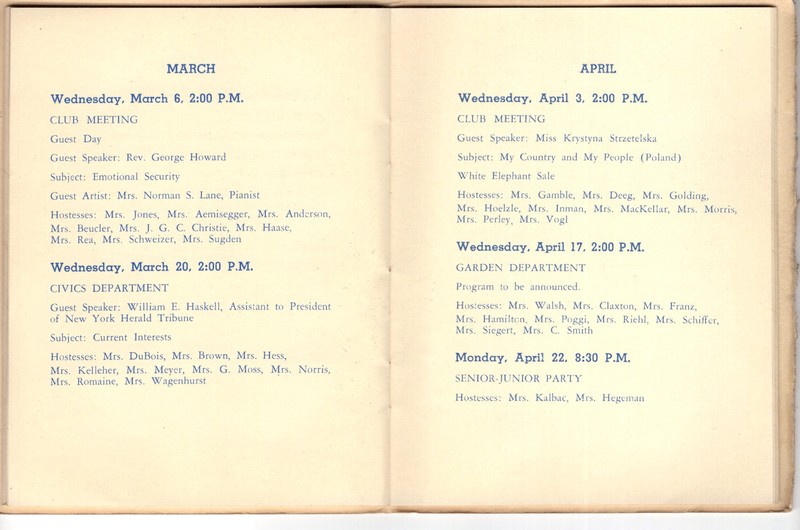 MARCH
Wednesday, March 6, 2:00 P.M.
CLUB MEETING
Guest Day
Guest Speaker: Rev. George Howard
Subject: Emotional Security
Guest Artist: Mrs. Norman S. Lane, Pianist
Hostesses: Mrs. Jones, Mrs. Aemisegger, Mrs. Anderson,
Mrs. Beucler, Mrs. J. G. C. Christie, Mrs. Haase,
Mrs. Rea, Mrs. Schweizer, Mrs. Sugden
Wednesday, March 20, 2:00 P.M.
CIVICS DEPARTMENT
Guest Speaker: William E. Haskell, Assistant to President
of New York Herald Tribune
Subject: Current Interests
Hostesses: Mrs. DuBois, Mrs. Brown, Mrs. Hess,
Mrs. Kelleher, Mrs. Meyer, Mrs. G. Moss, Mrs. Norris,
Mrs. Romaine, Mrs. Wagenhurst
APRIL
Wednesday, April 3, 2:00 P.M.
CLUB MEETING
Guest Speaker: Miss Krystyna Strzetelska
Subject: My Country and My People (Poland)
White Elephant Sale
Hostesses: Mrs. Gamble, Mrs. Deeg, Mrs. Golding,
Mrs. Hoelzle, Mrs. Inman, Mrs. MacKellar, Mrs. Morris,
Mrs. Perley, Mrs. Vogl
Wednesday, April 17, 2:00 P.M.
GARDEN DEPARTMENT
Program to be announced.
Hostesses: Mrs. Walsh, Mrs. Claxton, Mrs. Franz,
Mrs. Hamilton, Mrs. Poggi, Mrs. Riehl, Mrs. Schiffer,
Mrs. Siegert, Mrs. C. Smith
Monday, April 22, 8:30 P.M.
SENIOR-JUNIOR PARTY
Hostesses: Mrs. Kalbac, Mrs. Hegeman